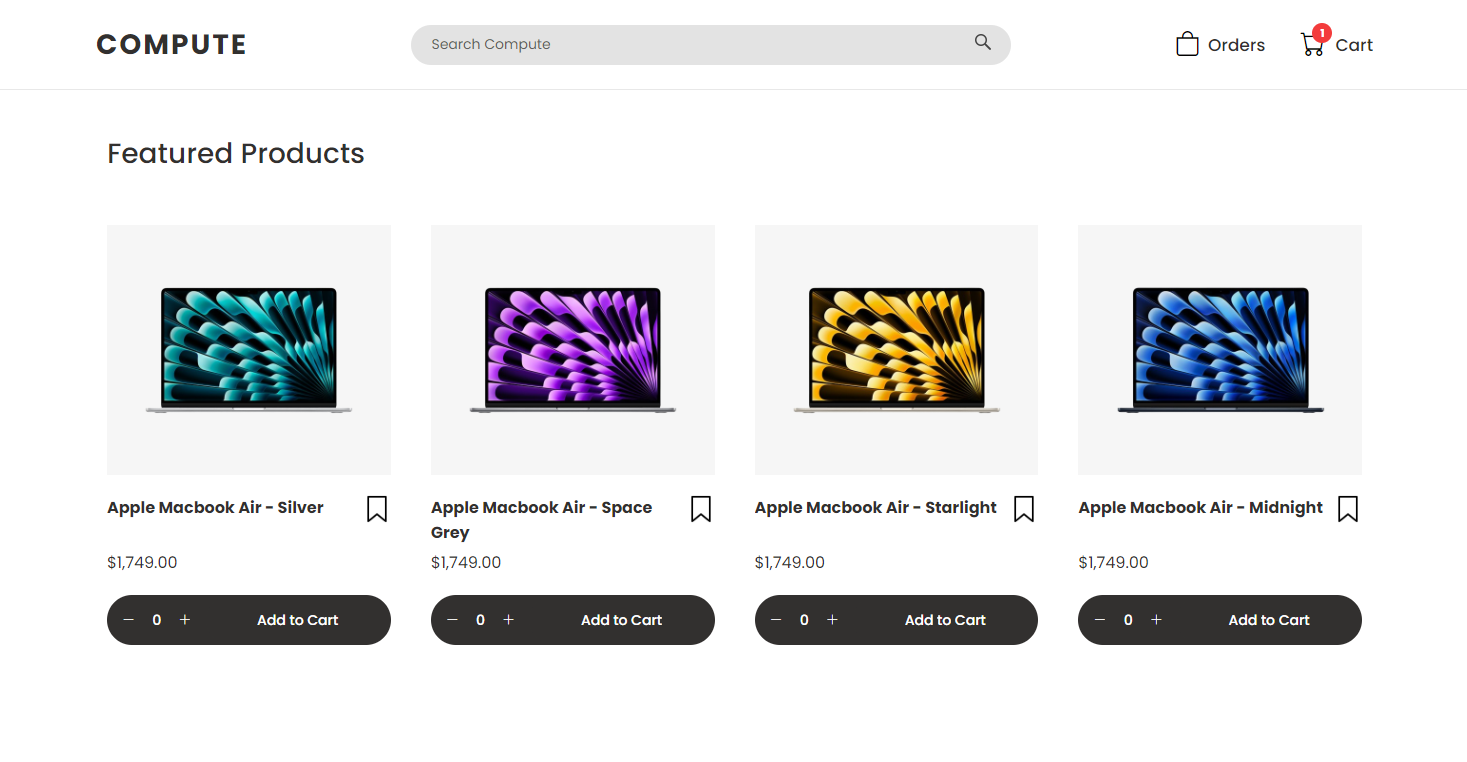 COMPUTE
Search Compute
Orders
1
Cart
Featured Products
Apple Macbook Air - Silver
$1,749.00
− 0 + Add to Cart
Apple Macbook Air - Space
Grey
$1,749.00
− 0 + Add to Cart
Apple Macbook Air - Starlight
$1,749.00
− 0 + Add to Cart
Apple Macbook Air - Midnight
$1,749.00
− 0 + Add to Cart